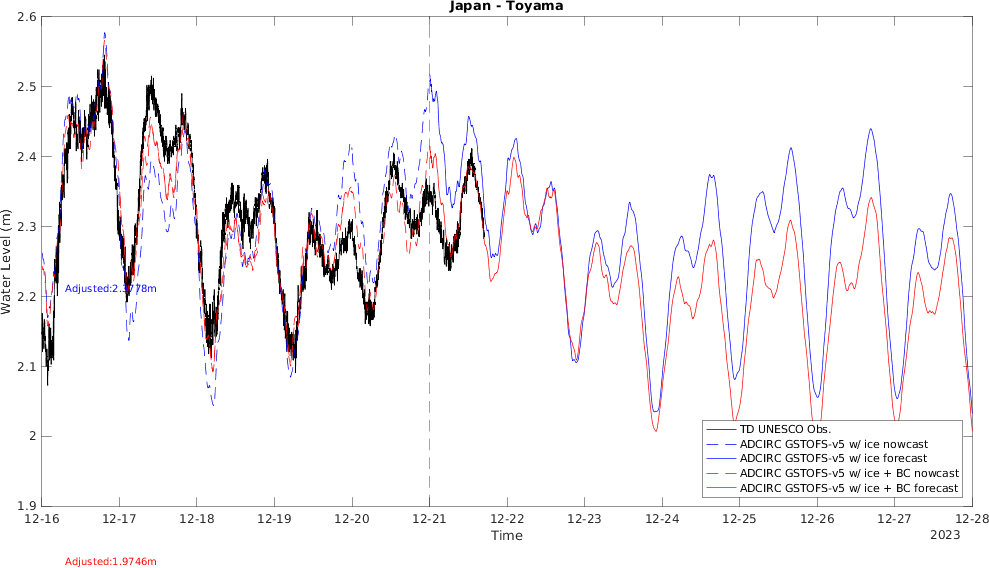 Japan - Toyama
2.6
2.5
2.4
2.3
2.2
2.1
2
1.9
Water Level (m)
Adjusted:2.3778m
TD UNESCO Obs.
ADCIRC GSTOFS-v5 w/ ice nowcast
ADCIRC GSTOFS-v5 w/ ice forecast
ADCIRC GSTOFS-v5 w/ ice + BC nowcast
ADCIRC GSTOFS-v5 w/ ice + BC forecast
12-16 12-17 12-18 12-19 12-20 12-21 12-22 12-23 12-24 12-25 12-26 12-27 12-28
Time
2023
Adjusted:1.9746m